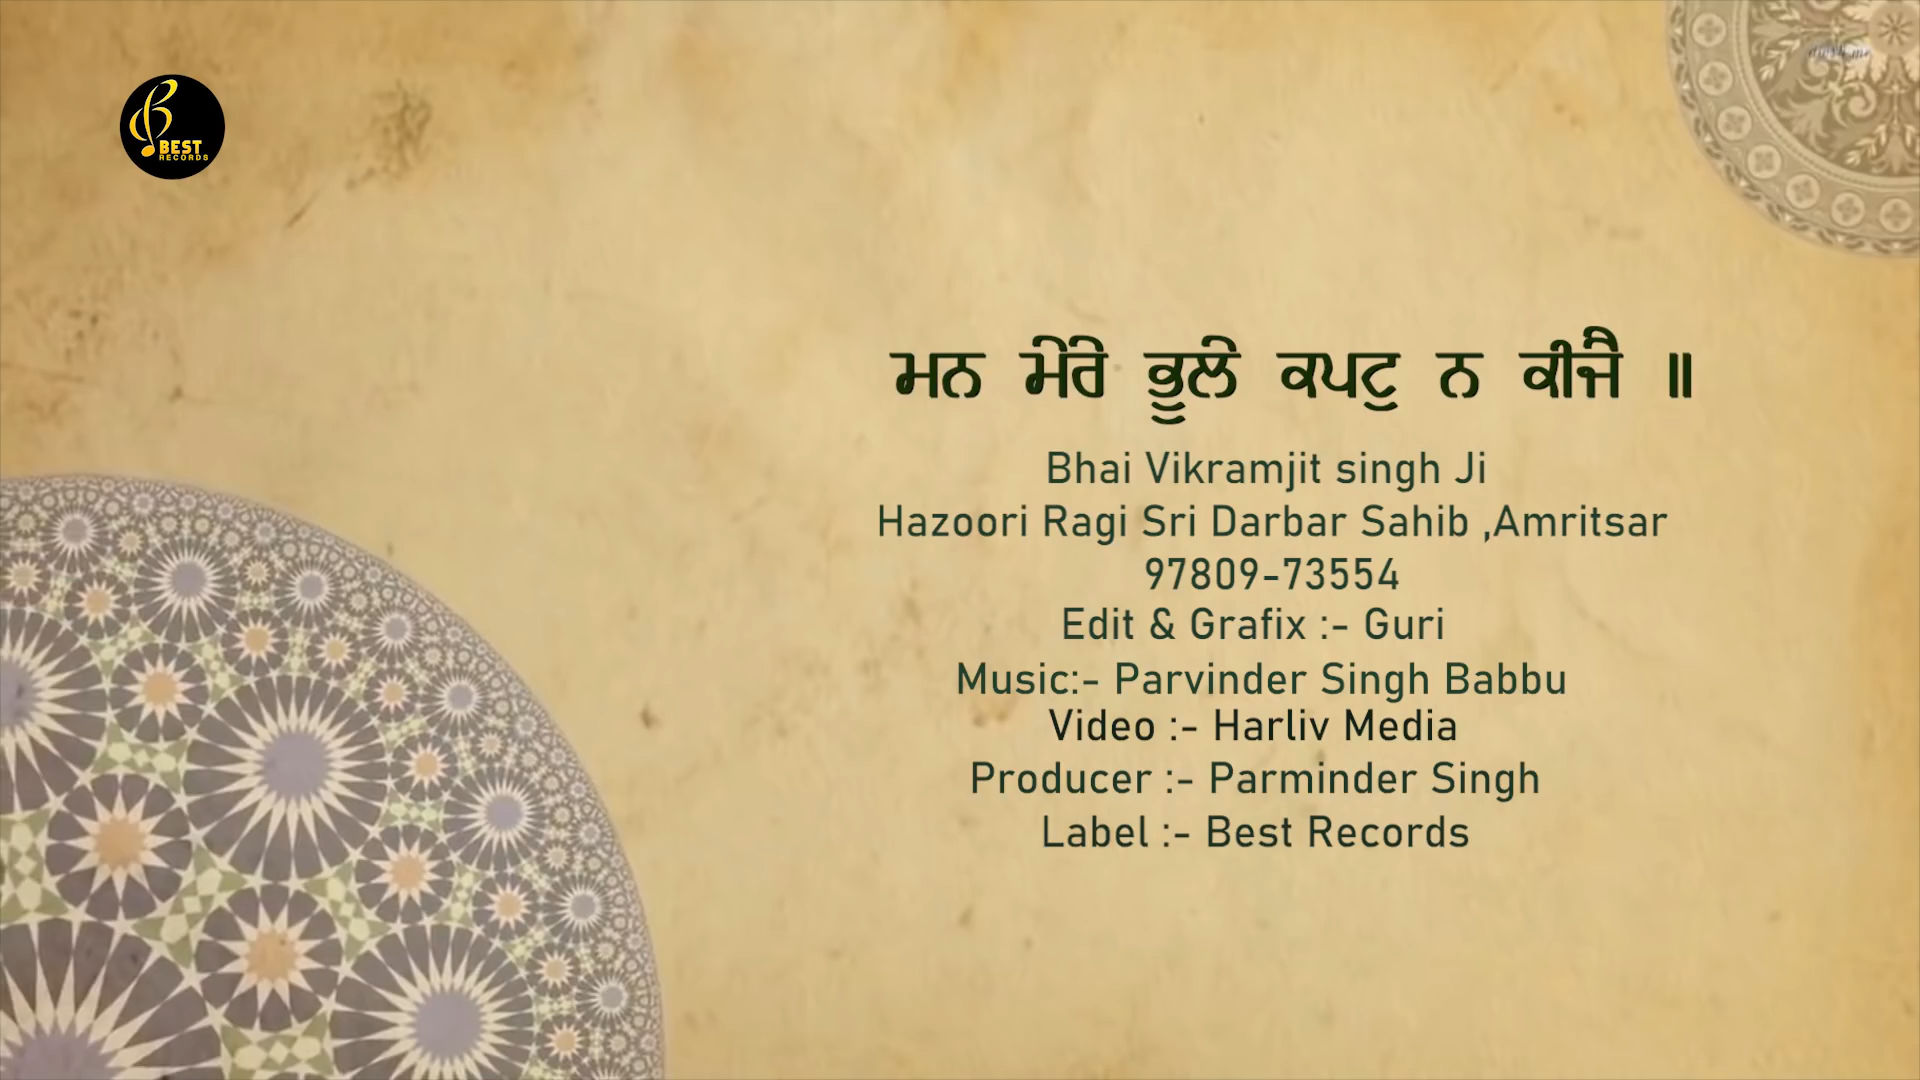 BEST
RECORDS
ਮਨ ਮੇਰੇ ਭੂਲੇ ਕਪਟੁ ਨ ਕੀਜੈ ॥
Bhai Vikramjit singh Ji
Hazoori Ragi Sri Darbar Sahib ,Amritsar
97809-73554
Edit & Grafix :- Guri
Music:- Parvinder Singh Babbu
Video :- Harliv Media
Producer :- Parminder Singh
Label :- Best Records